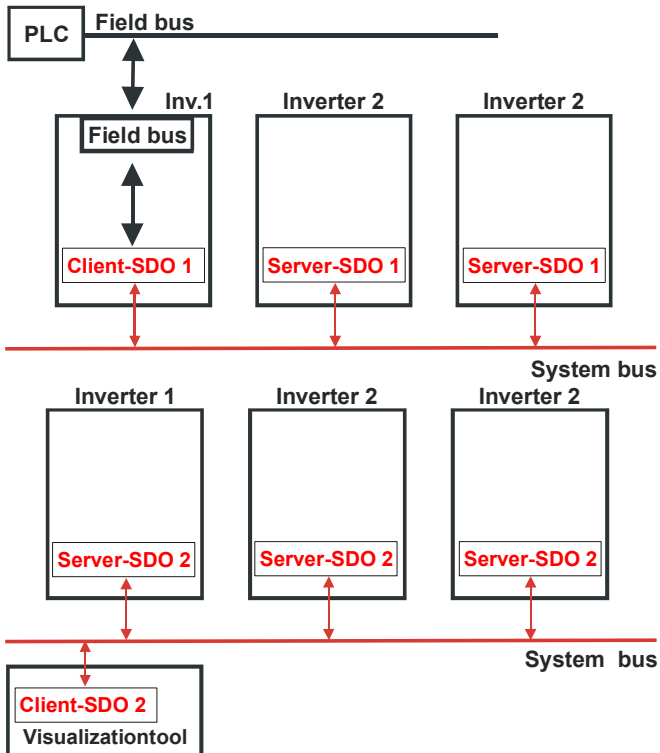 PLC
Field bus
Inv.1
Inverter 2
Inverter 2
Field bus
Client-SDO 1
Server-SDO 1
Server-SDO 1
System bus
Inverter 1
Inverter 2
Inverter 2
Server-SDO 2
Server-SDO 2
Server-SDO 2
System bus
Client-SDO 2
Visualizationtool